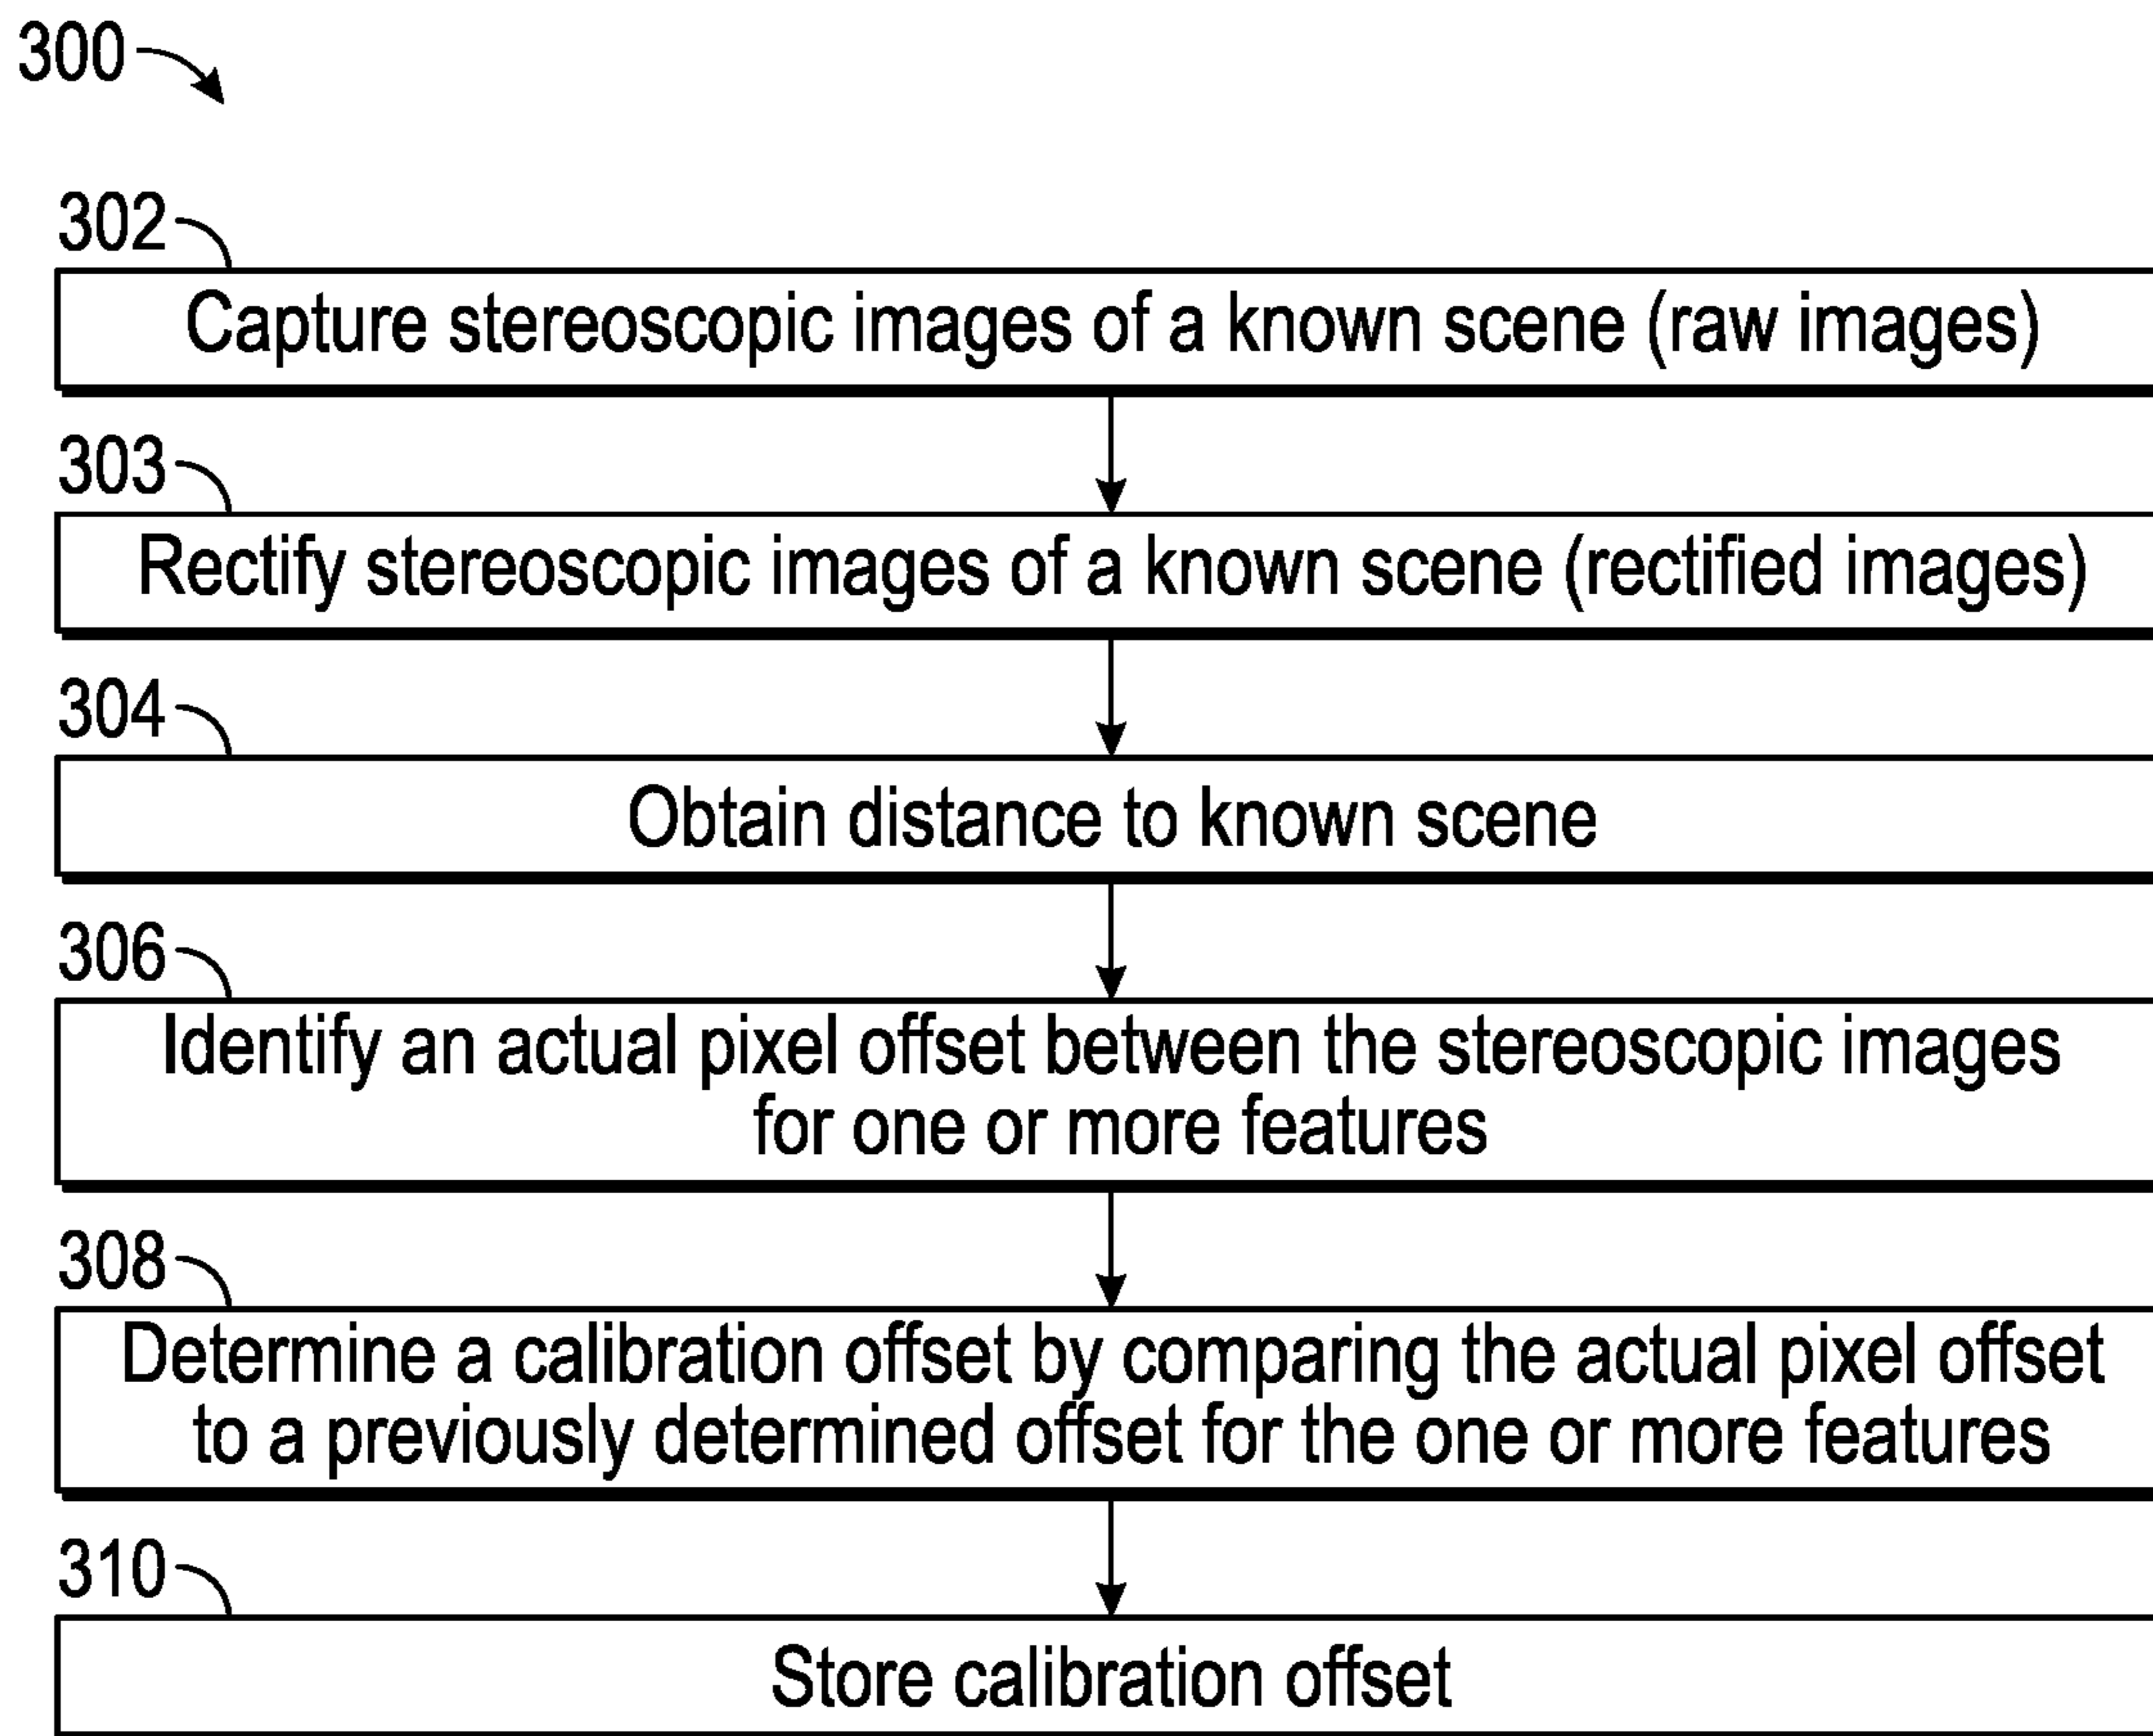 300
302
Capture stereoscopic images of a known scene (raw images)
303
Rectify stereoscopic images of a known scene (rectified images)
304
Obtain distance to known scene
306
Identify an actual pixel offset between the stereoscopic images
for one or more features
308
Determine a calibration offset by comparing the actual pixel offset
to a previously determined offset for the one or more features
310
Store calibration offset